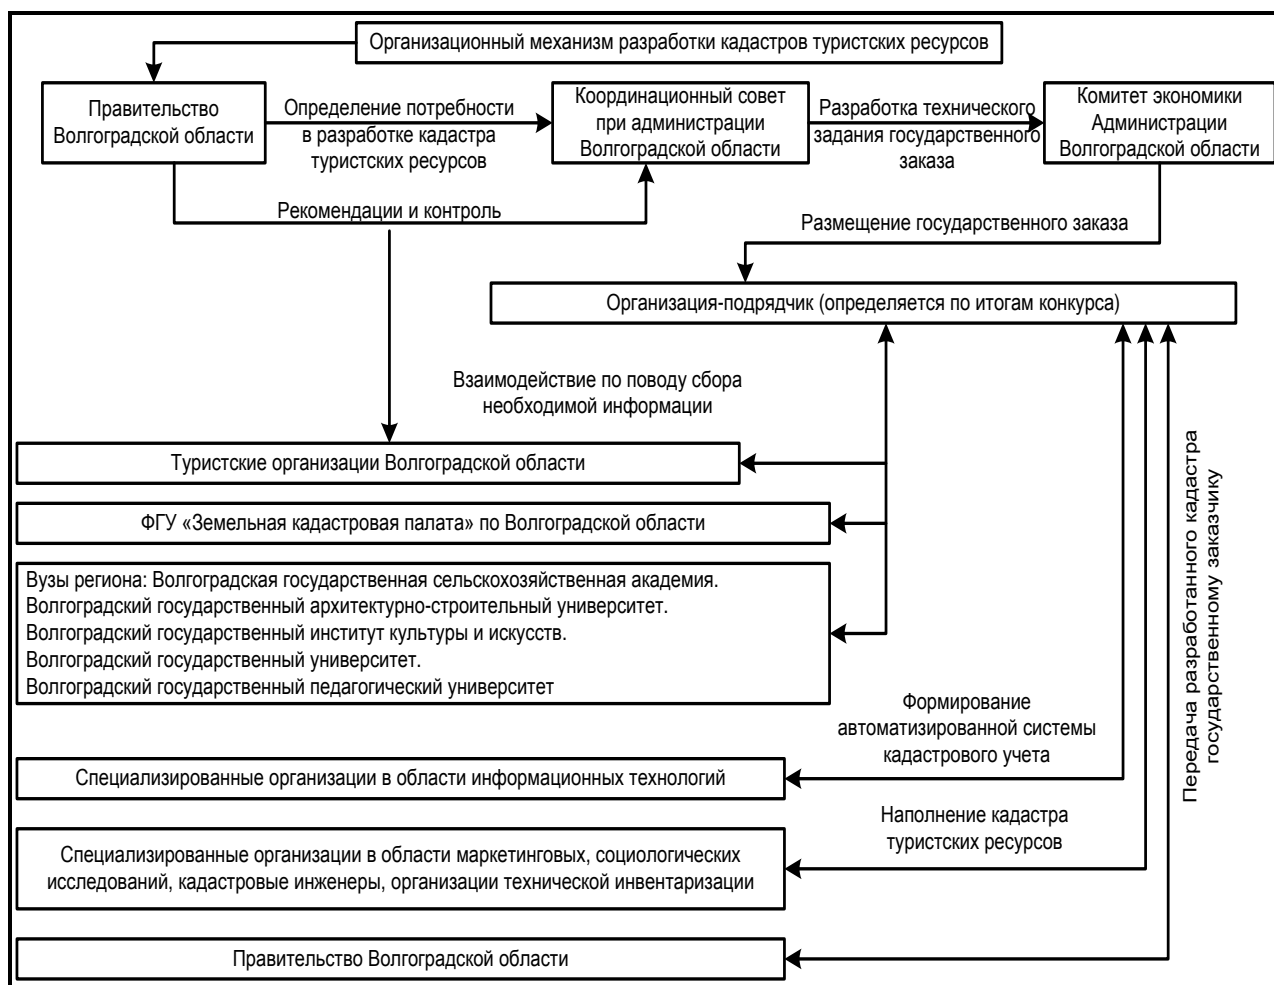 Организационный механизм разработки кадастров туристских ресурсов
Правительство
Волгоградской области
Определение потребности
в разработке кадастра
туристских ресурсов
Координационный совет
при администрации
Волгоградской области
Разработка технического
задания государственного
заказа
Комитет экономики
Администрации
Волгоградской области
Рекомендации и контроль
Размещение государственного заказа
Организация-подрядчик (определяется по итогам конкурса)
Взаимодействие по поводу сбора
необходимой информации
Туристские организации Волгоградской области
ФГУ «Земельная кадастровая палата» по Волгоградской области
Вузы региона: Волгоградская государственная сельскохозяйственная академия.
Волгоградский государственный архитектурно-строительный университет.
Волгоградский государственный институт культуры и искусств.
Волгоградский государственный университет.
Волгоградский государственный педагогический университет
Передача разработанного кадастра
государственному заказчику
Формирование
автоматизированной системы
кадастрового учета
Специализированные организации в области информационных технологий
Наполнение кадастра
туристских ресурсов
Специализированные организации в области маркетинговых, социологических
исследований, кадастровые инженеры, организации технической инвентаризации
Правительство Волгоградской области